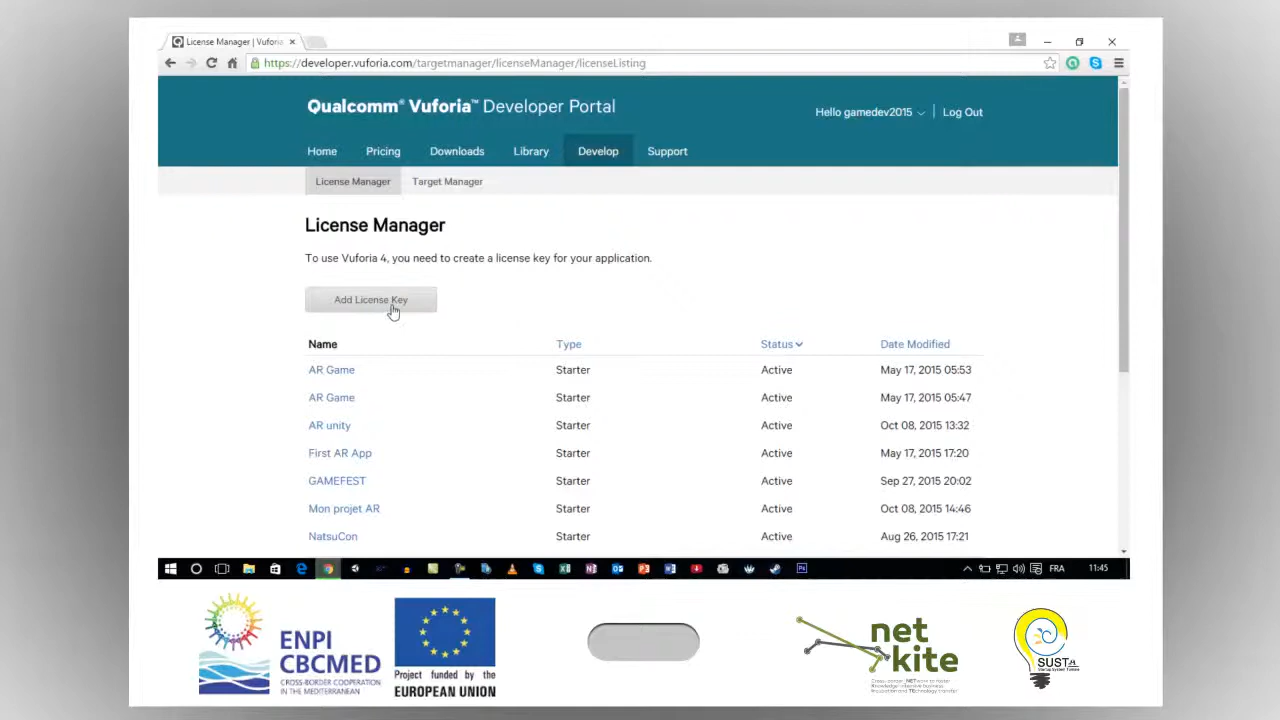 License Manager | Vuforia
https://developer.vuforia.com/targetmanager/licenseManager/licenseListing
Qualcomm® Vuforia™ Developer Portal
Hello gamedev2015 | Log Out
Home Pricing Downloads Library Develop Support
License Manager Target Manager
License Manager
To use Vuforia 4, you need to create a license key for your application.
Add License Key
Name Type Status Date Modified
AR Game Starter Active May 17, 2015 05:53
AR Game Starter Active May 17, 2015 05:47
AR unity Starter Active Oct 08, 2015 13:32
First AR App Starter Active May 17, 2015 17:20
GAMEFEST Starter Active Sep 27, 2015 20:02
Mon projet AR Starter Active Oct 08, 2015 14:46
NatsuCon Starter Active Aug 26, 2015 17:21
FRA 11:45
ENPI
CBCMED
CROSS-BORDER COOPERATION
IN THE MEDITERRANEAN
Project funded by the
EUROPEAN UNION
net
kite
SUST